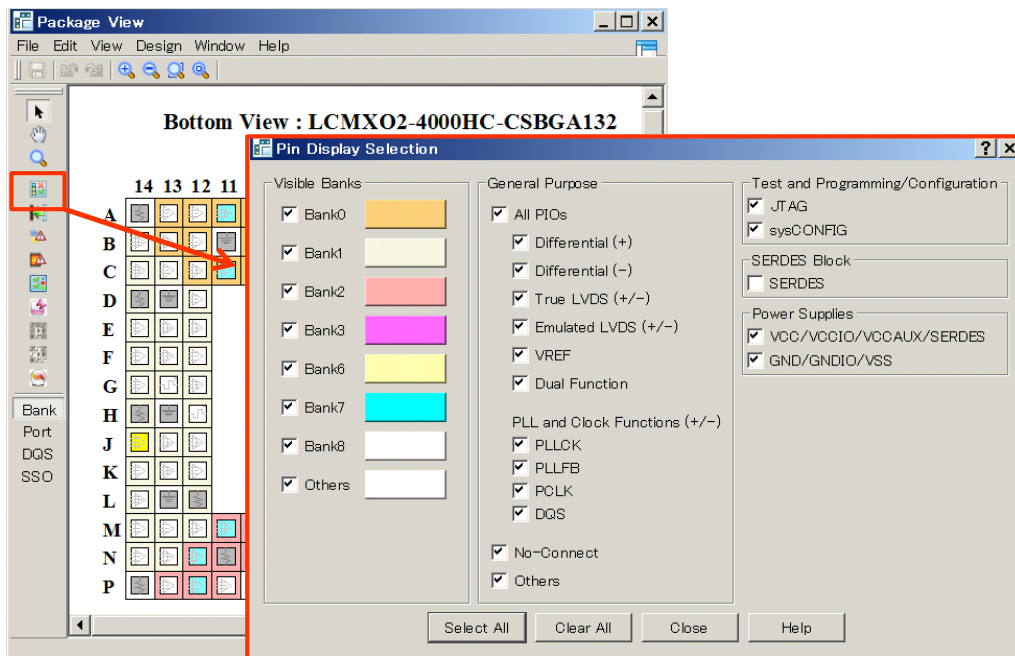 Package View
File Edit View Design Window Help
Bottom View : LCMXO2-4000HC-CSBGA132
14 13 12 11
A
B
C
D
E
F
G
H
J
K
L
M
N
P
Bank
Port
DQS
SSO
Pin Display Selection
Visible Banks
Bank0
Bank1
Bank2
Bank3
Bank6
Bank7
Bank8
Others
General Purpose
All PIOs
Differential (+)
Differential (-)
True LVDS (+/-)
Emulated LVDS (+/-)
VREF
Dual Function
PLL and Clock Functions (+/-)
PLLCK
PLLFB
PCLK
DQS
No-Connect
Others
Test and Programming/Configuration
JTAG
sysCONFIG
SERDES Block
SERDES
Power Supplies
VCC/VCCIO/VCCAUX/SERDES
GND/GNDIO/VSS
Select All Clear All Close Help